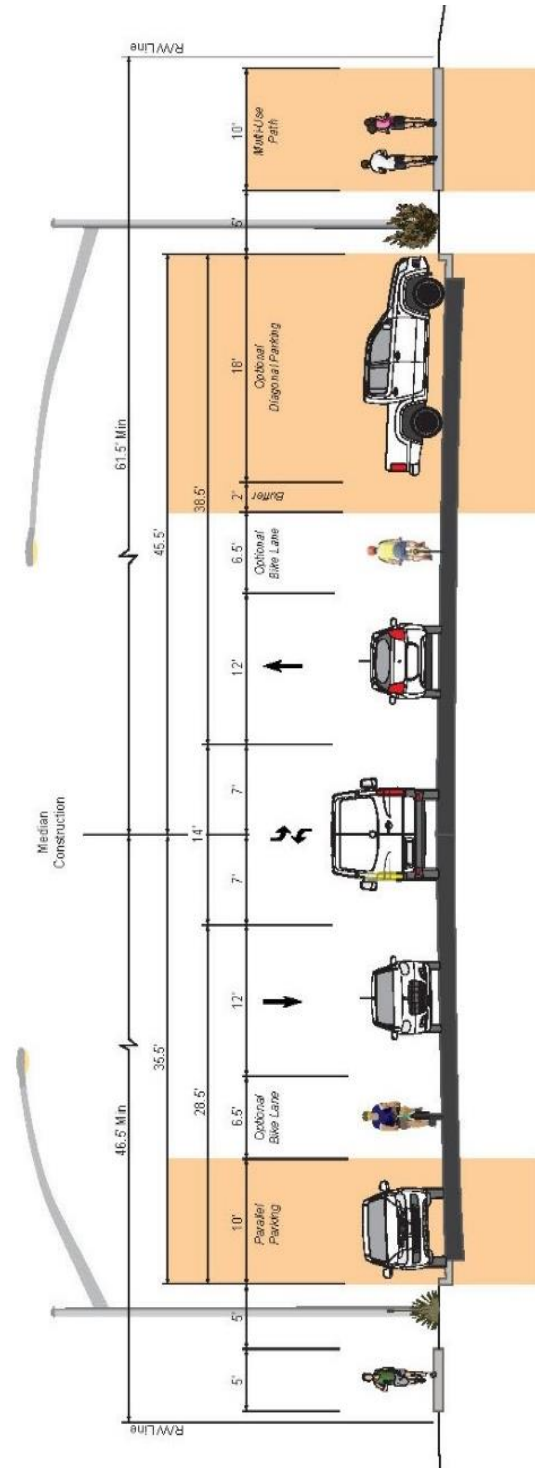 Median
Construction
R/W Line
R/W Line
46.5' Min
61.5' Min
35.5'
45.5'
28.5'
14'
38.5'
5'
5'
10'
Parallel
Parking
6.5'
Optional
Bike Lane
12'
7'
7'
12'
6.5'
Optional
Bike Lane
2'
Buffer
18'
Optional
Diagonal Parking
5'
10'
Multi-Use
Path